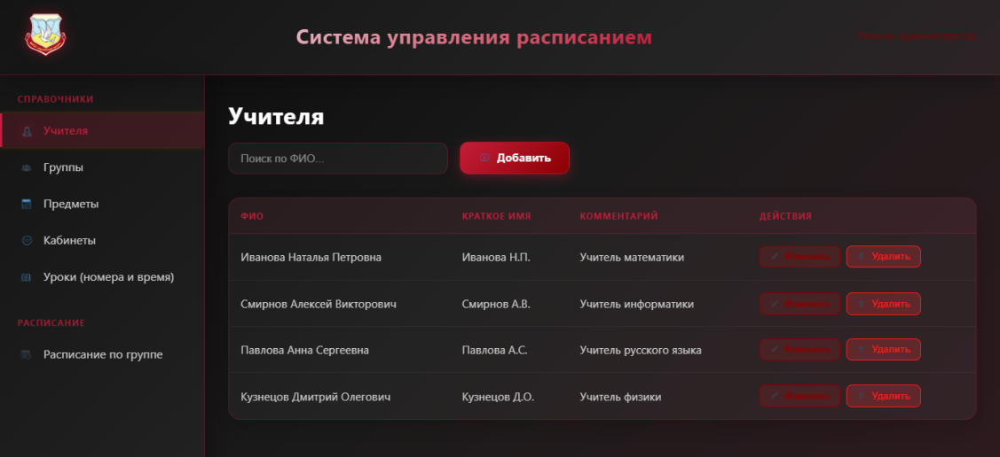 Система управления расписанием
Режим: администратор
СПРАВОЧНИКИ
Учителя
Группы
Предметы
Кабинеты
Уроки (номера и время)
РАСПИСАНИЕ
Расписание по группе
Учителя
Поиск по ФИО...
Добавить
ФИО КРАТКОЕ ИМЯ КОММЕНТАРИЙ ДЕЙСТВИЯ
Иванова Наталья Петровна Иванова Н.П. Учитель математики Изменить Удалить
Смирнов Алексей Викторович Смирнов А.В. Учитель информатики Изменить Удалить
Павлова Анна Сергеевна Павлова А.С. Учитель русского языка Изменить Удалить
Кузнецов Дмитрий Олегович Кузнецов Д.О. Учитель физики Изменить Удалить